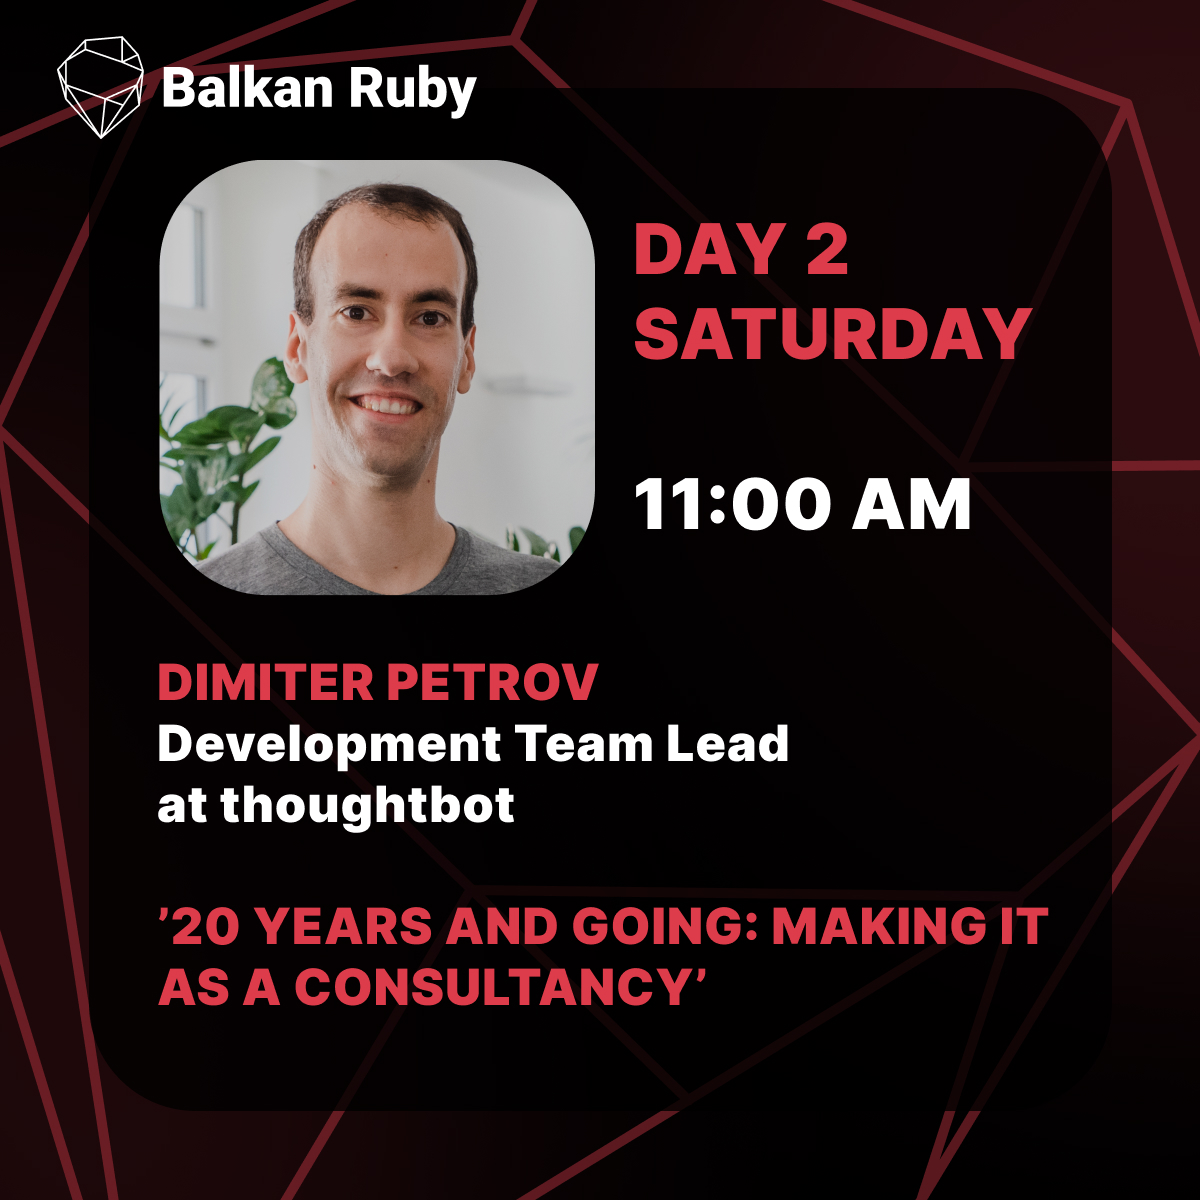 Balkan Ruby
DAY 2
SATURDAY
11:00 AM
DIMITER PETROV
Development Team Lead
at thoughtbot
’20 YEARS AND GOING: MAKING IT
AS A CONSULTANCY’